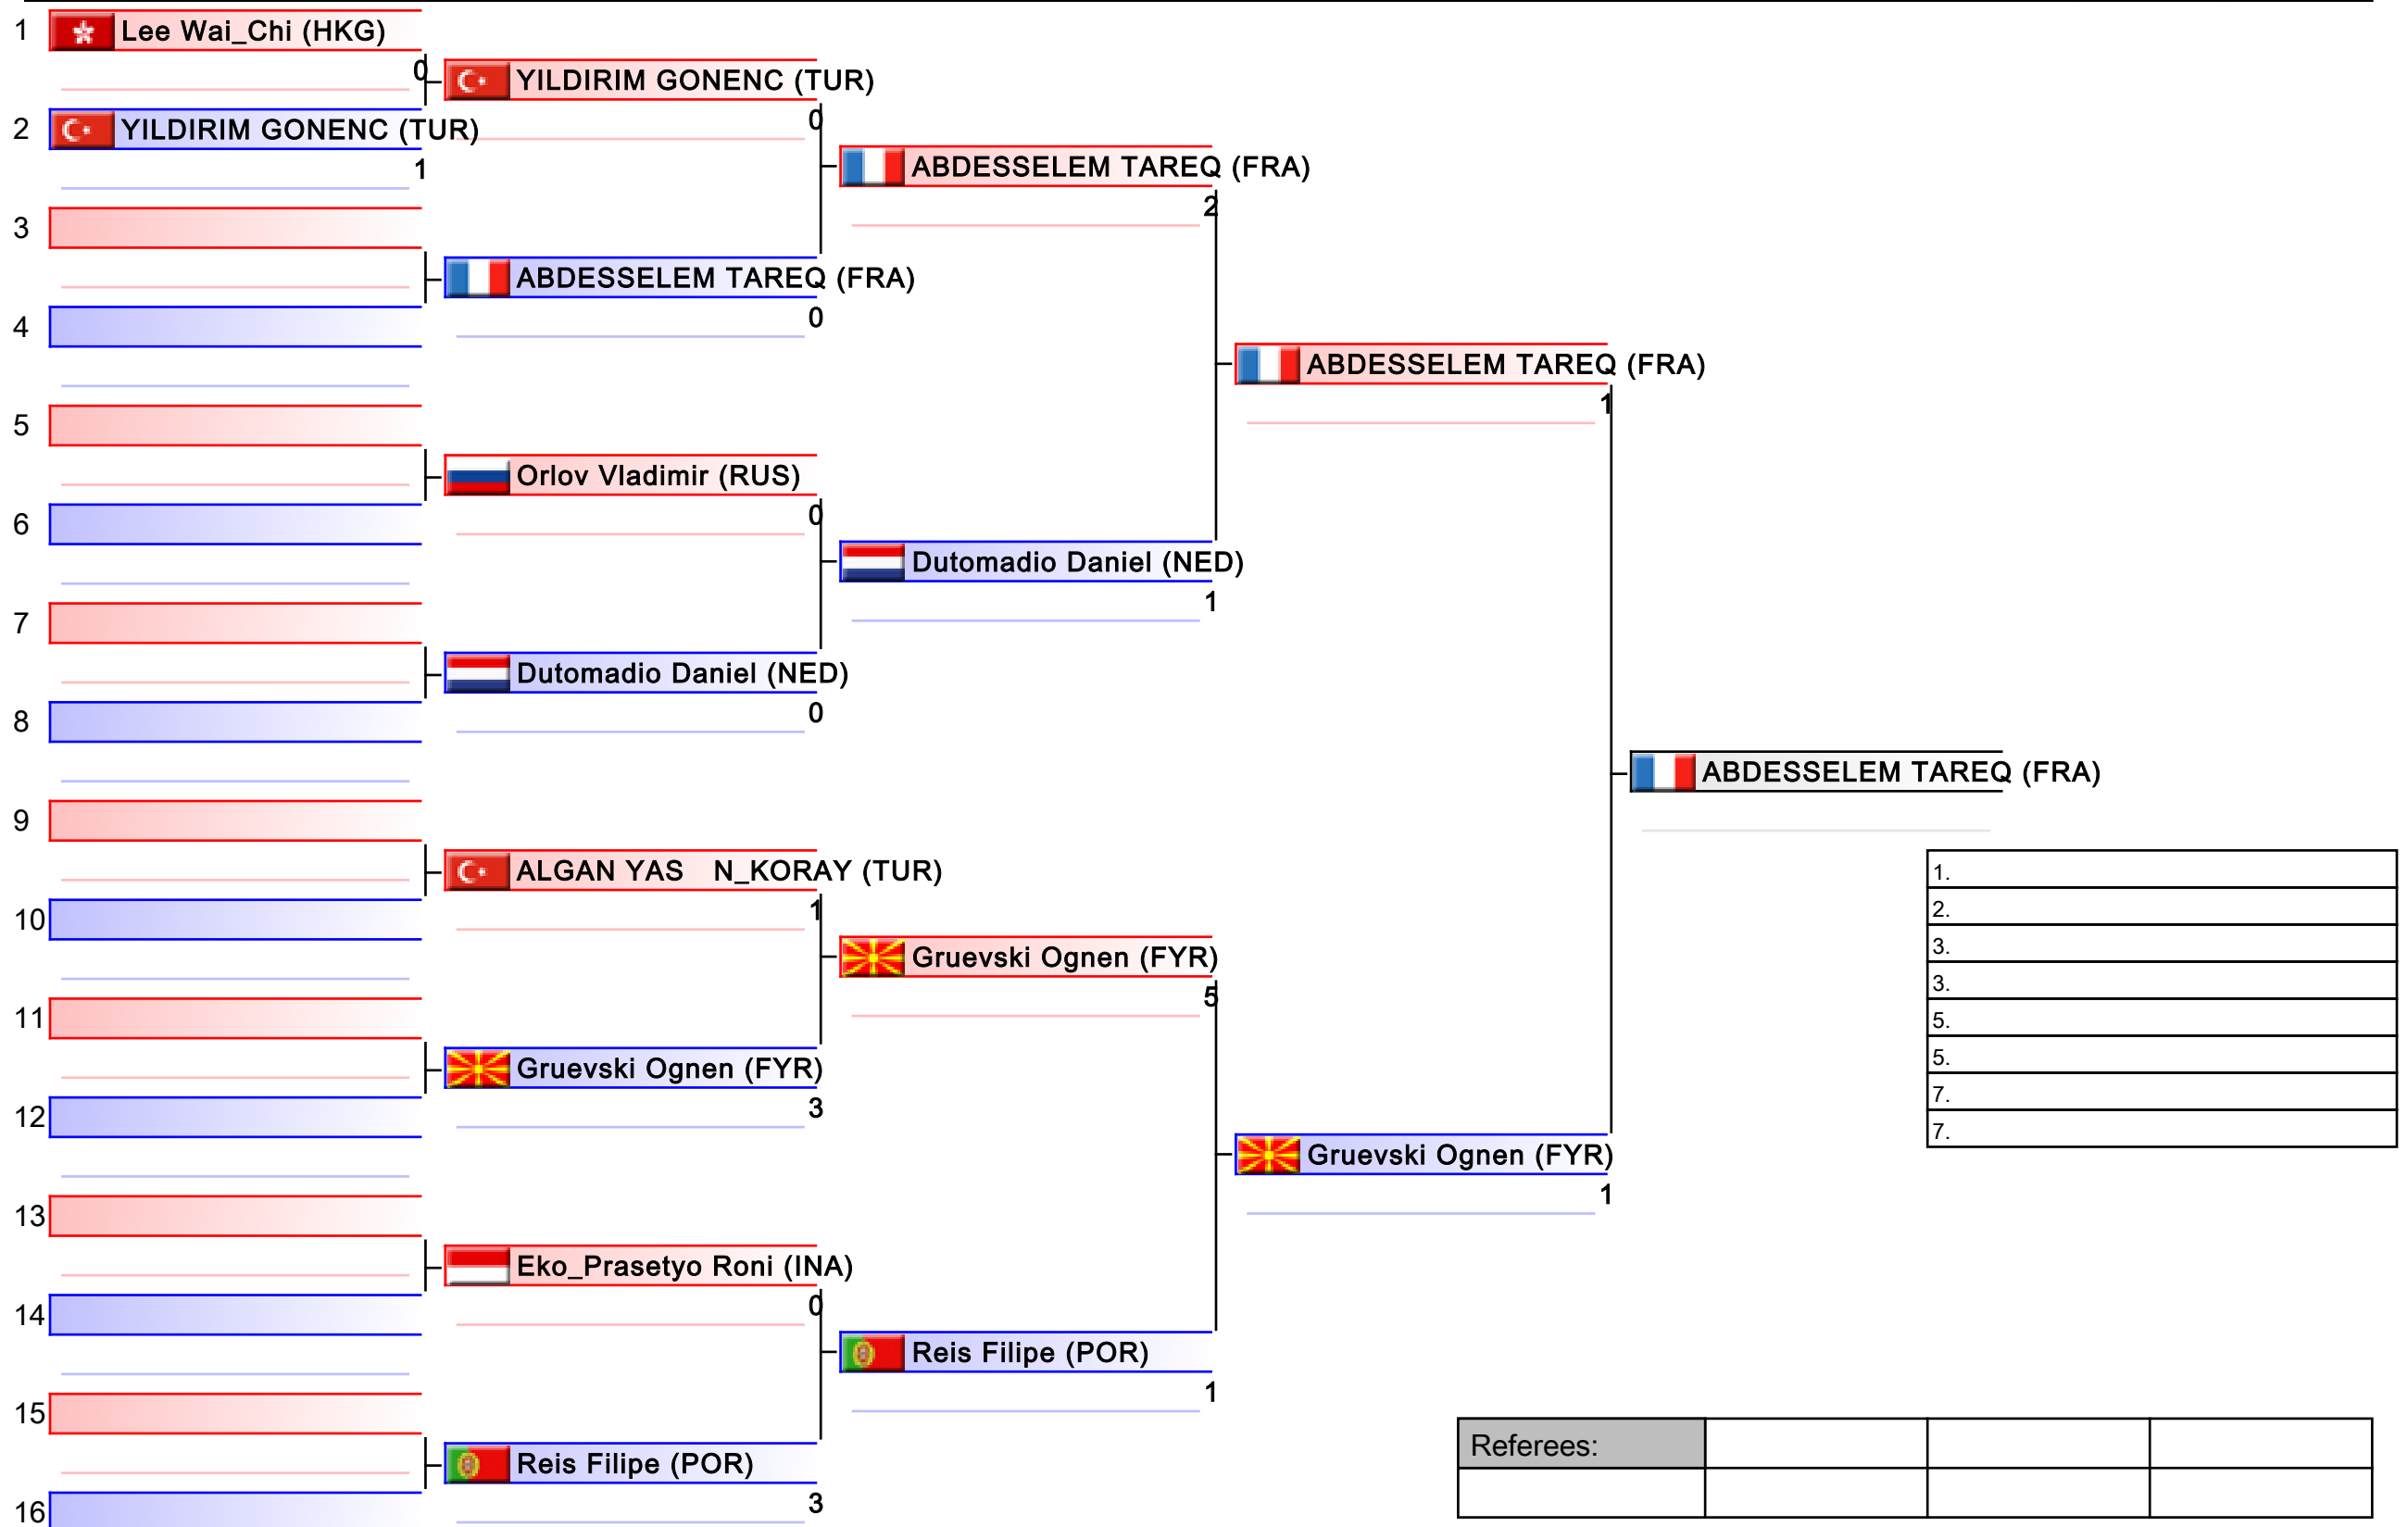 1 Lee Wai_Chi (HKG)
0
YILDIRIM GONENC (TUR)
0
2 YILDIRIM GONENC (TUR)
1
ABDESSELEM TAREQ (FRA)
2
3
ABDESSELEM TAREQ (FRA)
0
4
ABDESSELEM TAREQ (FRA)
1
5
Orlov Vladimir (RUS)
0
6
Dutomadio Daniel (NED)
1
7
Dutomadio Daniel (NED)
0
8
ABDESSELEM TAREQ (FRA)
9
ALGAN YAS N_KORAY (TUR)
1
10
Gruevski Ognen (FYR)
5
11
Gruevski Ognen (FYR)
3
12
Gruevski Ognen (FYR)
1
13
Eko_Prasetyo Roni (INA)
0
14
Reis Filipe (POR)
1
15
Reis Filipe (POR)
3
16
1.
2.
3.
3.
5.
5.
7.
7.
Referees: